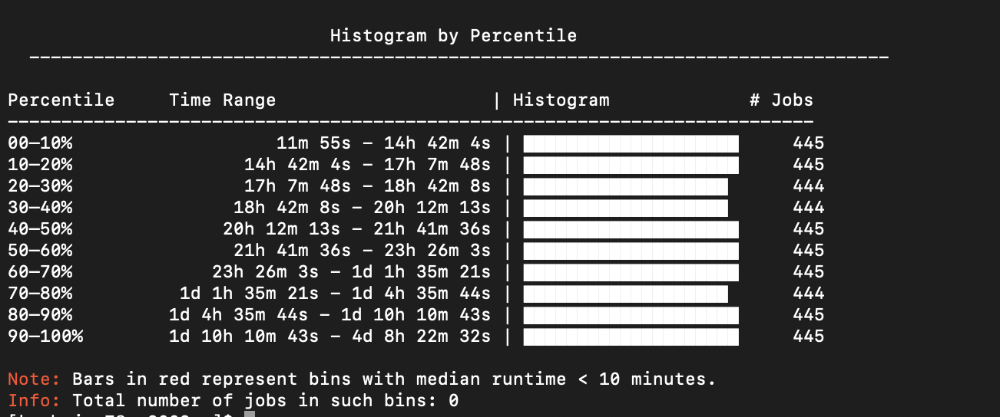 Histogram by Percentile
--------------------------------------------------------------------------------
Percentile     Time Range                    | Histogram             # Jobs
---------------------------------------------------------------------------
00-10%                   11m 55s - 14h 42m 4s |                          445
10-20%                14h 42m 4s - 17h 7m 48s |                          445
20-30%                17h 7m 48s - 18h 42m 8s |                          444
30-40%               18h 42m 8s - 20h 12m 13s |                          444
40-50%              20h 12m 13s - 21h 41m 36s |                          445
50-60%               21h 41m 36s - 23h 26m 3s |                          445
60-70%             23h 26m 3s - 1d 1h 35m 21s |                          445
70-80%          1d 1h 35m 21s - 1d 4h 35m 44s |                          444
80-90%         1d 4h 35m 44s - 1d 10h 10m 43s |                          445
90-100%        1d 10h 10m 43s - 4d 8h 22m 32s |                          445
Note: Bars in red represent bins with median runtime < 10 minutes.
Info: Total number of jobs in such bins: 0